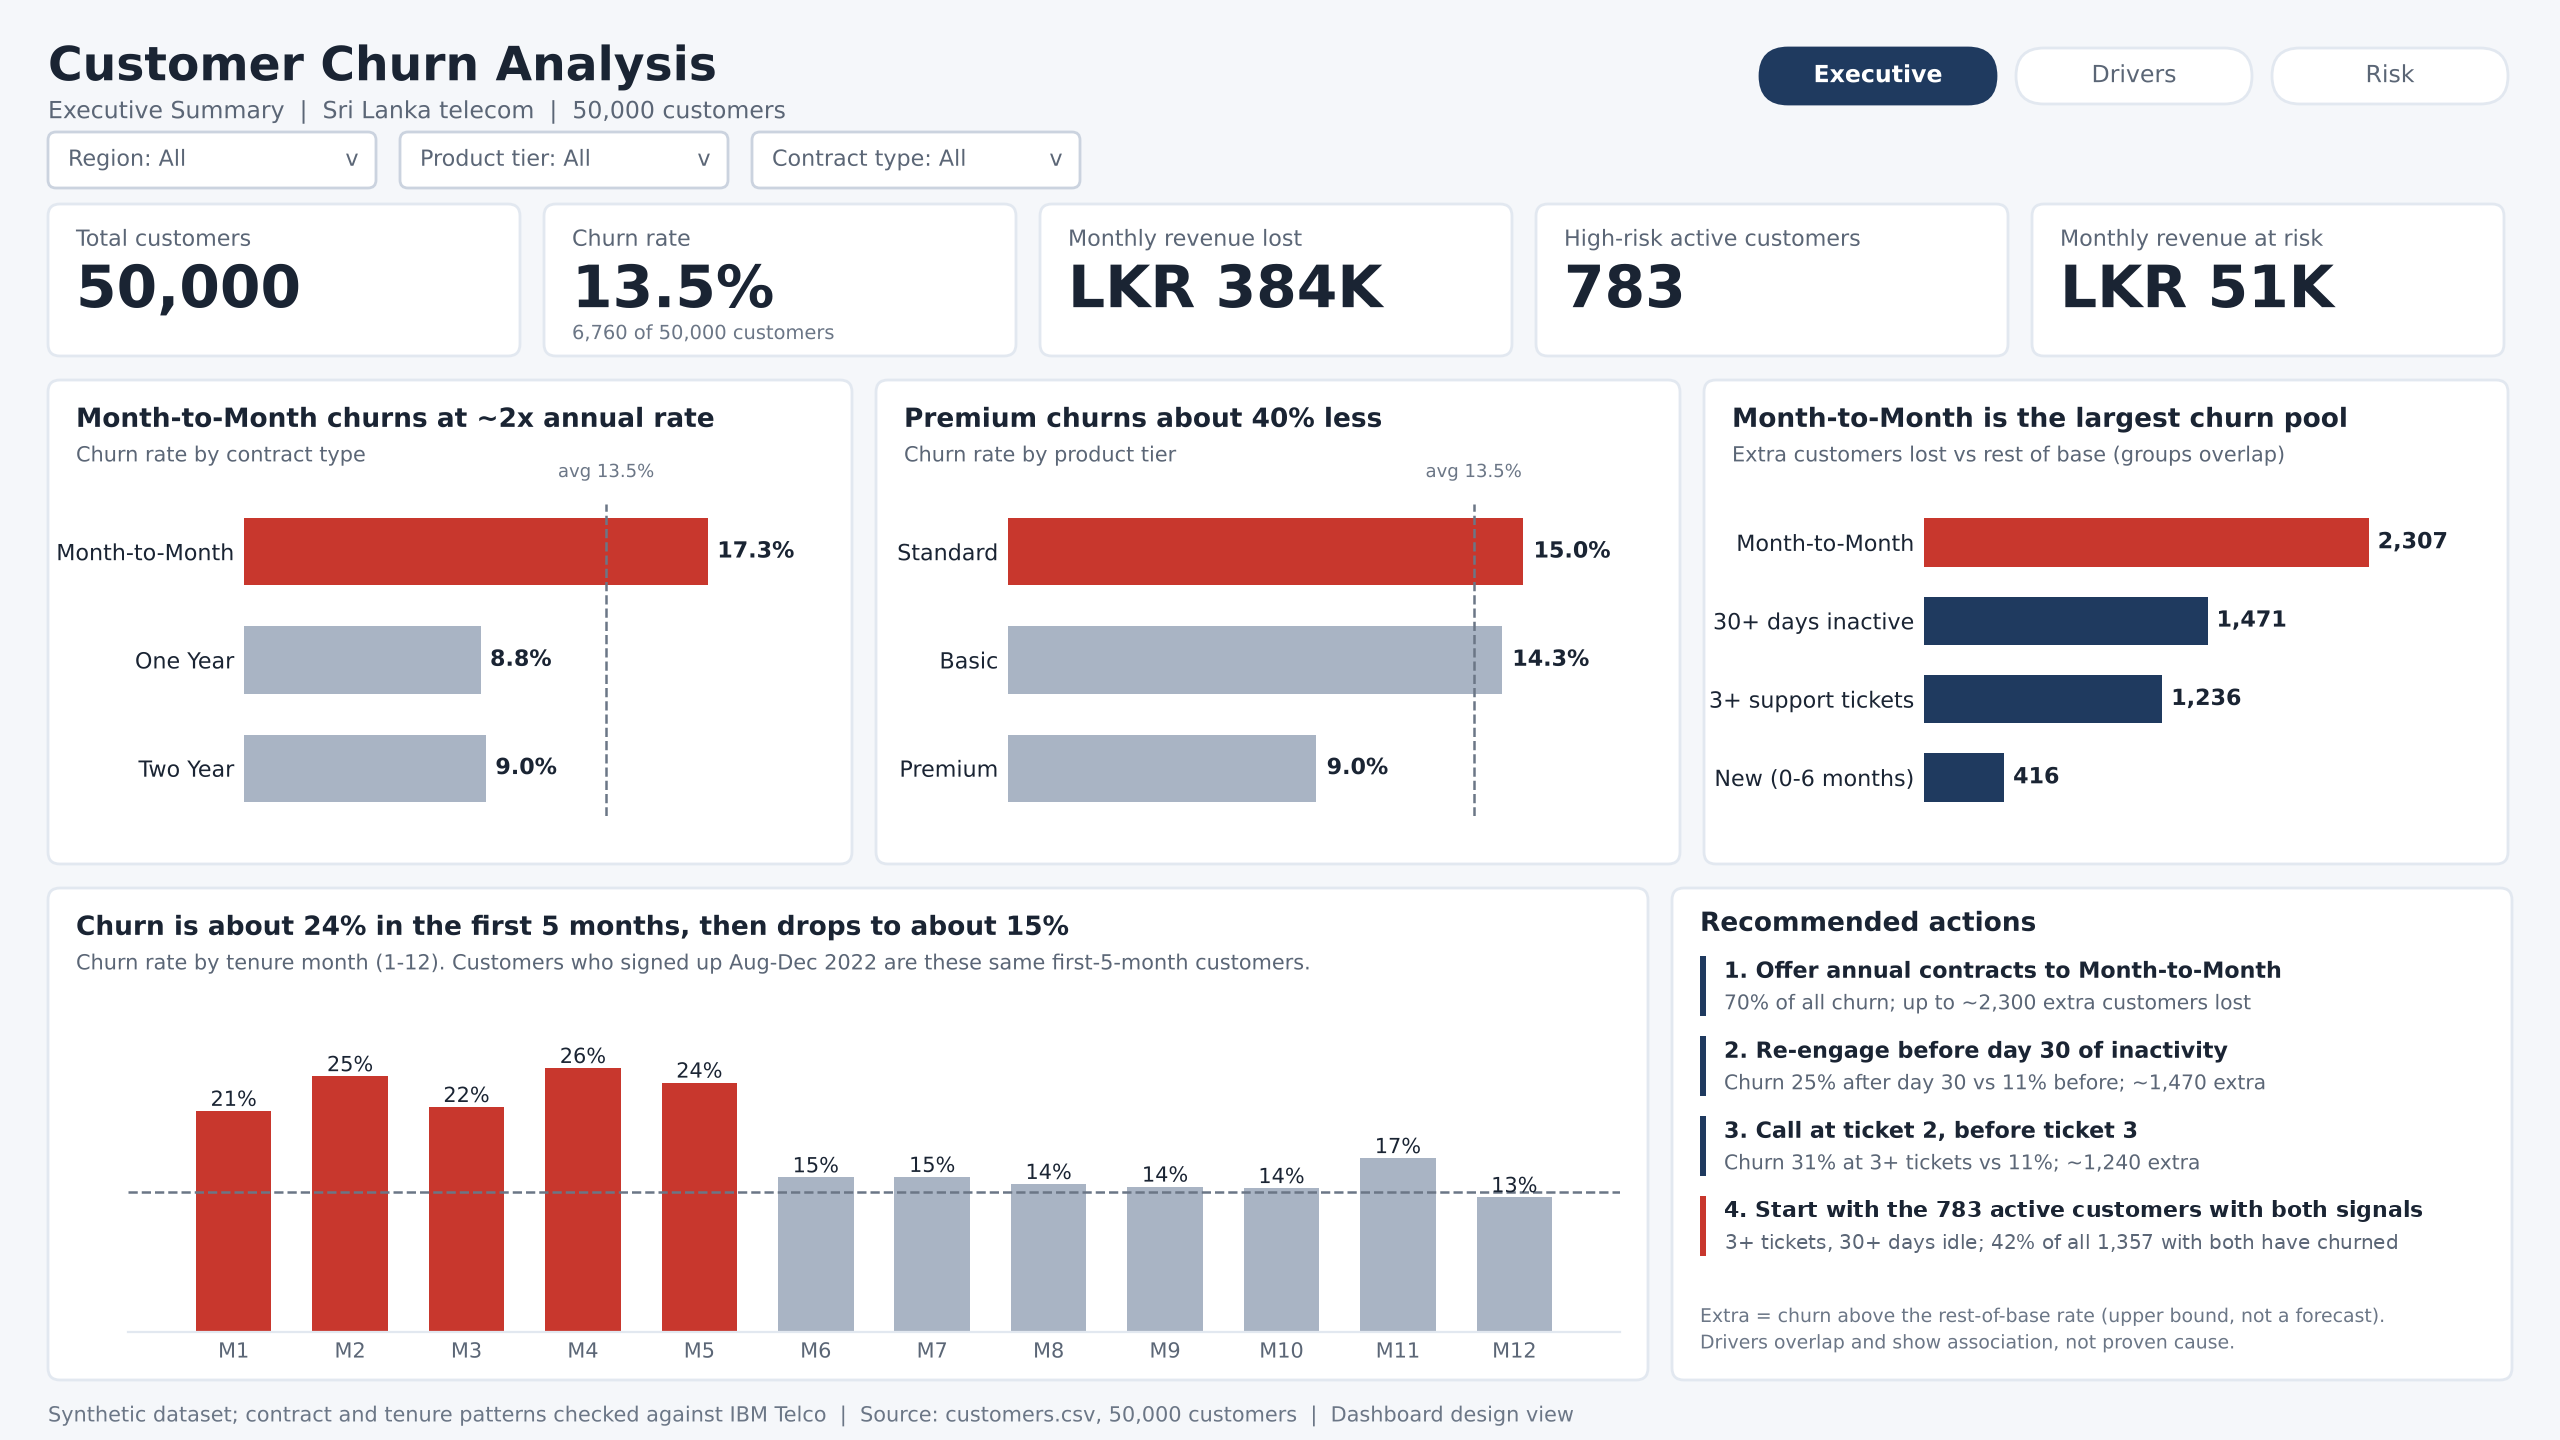 Customer Churn Analysis
Executive Summary | Sri Lanka telecom | 50,000 customers
Executive
Drivers
Risk
Region: All v
Product tier: All v
Contract type: All v
Total customers
50,000
Churn rate
13.5%
6,760 of 50,000 customers
Monthly revenue lost
LKR 384K
High-risk active customers
783
Monthly revenue at risk
LKR 51K
Month-to-Month churns at ~2x annual rate
Churn rate by contract type
avg 13.5%
Month-to-Month 17.3%
One Year 8.8%
Two Year 9.0%
Premium churns about 40% less
Churn rate by product tier
avg 13.5%
Standard 15.0%
Basic 14.3%
Premium 9.0%
Month-to-Month is the largest churn pool
Extra customers lost vs rest of base (groups overlap)
Month-to-Month 2,307
30+ days inactive 1,471
3+ support tickets 1,236
New (0-6 months) 416
Churn is about 24% in the first 5 months, then drops to about 15%
Churn rate by tenure month (1-12). Customers who signed up Aug-Dec 2022 are these same first-5-month customers.
21% 25% 22% 26% 24% 15% 15% 14% 14% 14% 17% 13%
M1 M2 M3 M4 M5 M6 M7 M8 M9 M10 M11 M12
Recommended actions
1. Offer annual contracts to Month-to-Month
70% of all churn; up to ~2,300 extra customers lost
2. Re-engage before day 30 of inactivity
Churn 25% after day 30 vs 11% before; ~1,470 extra
3. Call at ticket 2, before ticket 3
Churn 31% at 3+ tickets vs 11%; ~1,240 extra
4. Start with the 783 active customers with both signals
3+ tickets, 30+ days idle; 42% of all 1,357 with both have churned
Extra = churn above the rest-of-base rate (upper bound, not a forecast).
Drivers overlap and show association, not proven cause.
Synthetic dataset; contract and tenure patterns checked against IBM Telco | Source: customers.csv, 50,000 customers | Dashboard design view